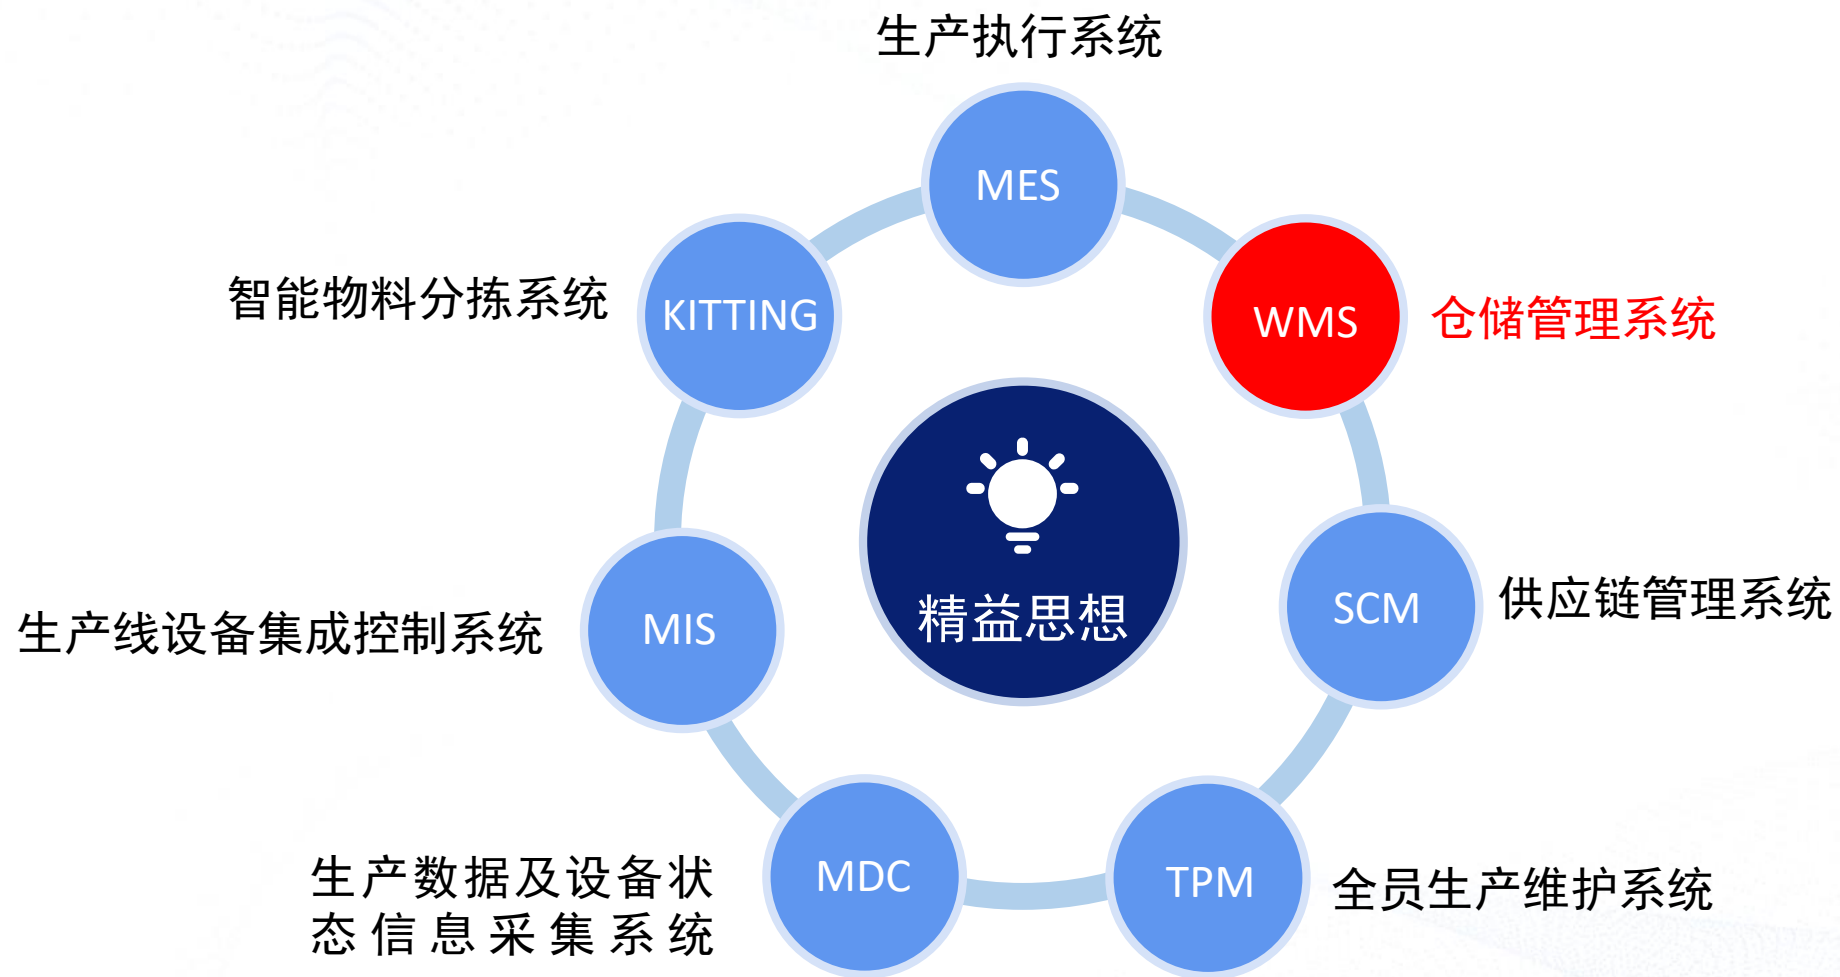 生产执行系统
MES
智能物料分拣系统
KITTING
WMS
仓储管理系统
精益思想
生产线设备集成控制系统
MIS
SCM
供应链管理系统
生产数据及设备状
态信息采集系统
MDC
TPM
全员生产维护系统